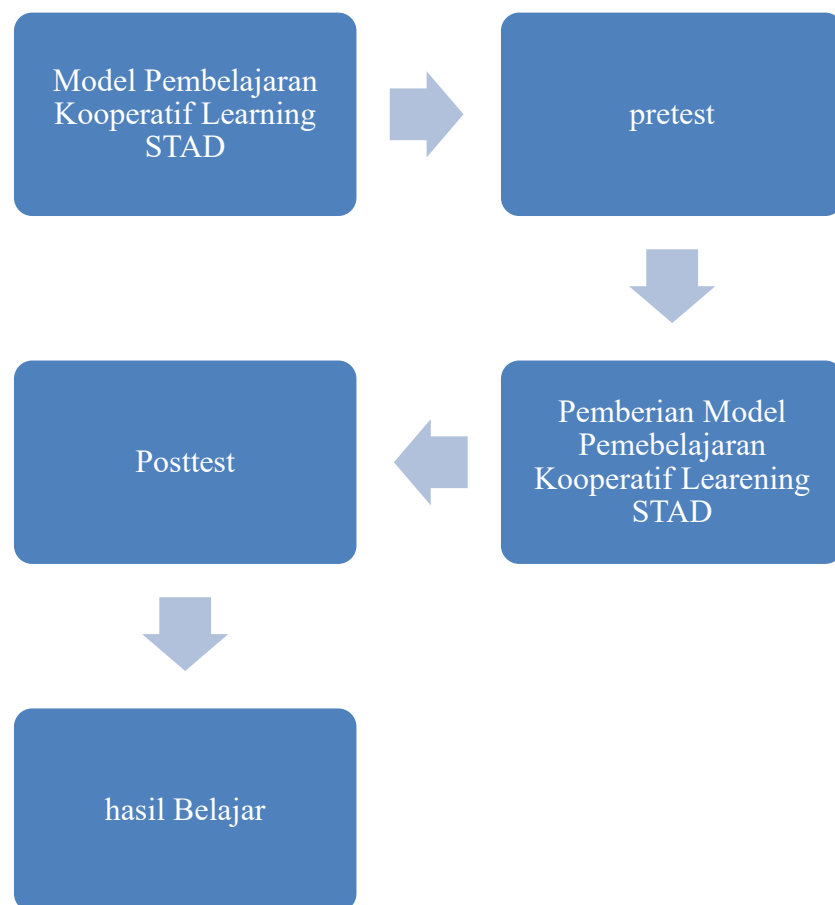 Model Pembelajaran
Kooperatif Learning
STAD
pretest
Pemberian Model
Pemebelajaran
Kooperatif Learening
STAD
Posttest
hasil Belajar